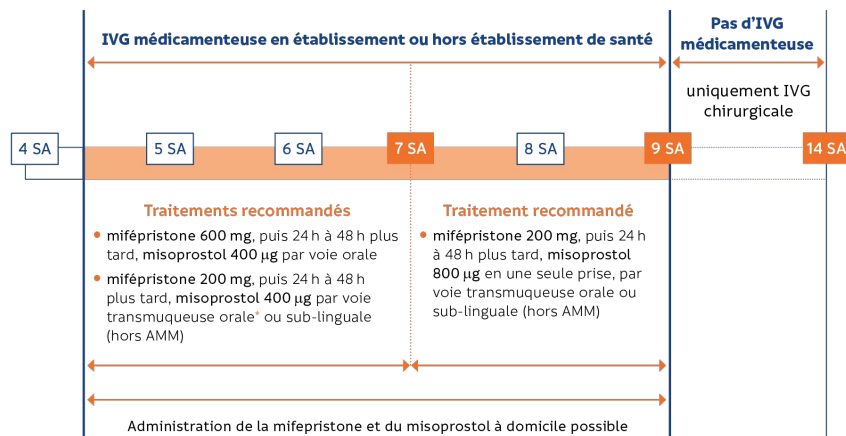 IVG médicamenteuse en établissement ou hors établissement de santé
Pas d'IVG
médicamenteuse
uniquement IVG
chirurgicale
4 SA
5 SA
6 SA
7 SA
8 SA
9 SA
14 SA
Traitements recommandés
• mifépristone 600 mg, puis 24 h à 48 h plus
tard, misoprostol 400 µg par voie orale
• mifépristone 200 mg, puis 24 h à 48 h
plus tard, misoprostol 400 µg par voie
transmuqueuse orale* ou sub-linguale
(hors AMM)
Traitement recommandé
• mifépristone 200 mg, puis 24 h
à 48 h plus tard, misoprostol
800 µg en une seule prise, par
voie transmuqueuse orale ou
sub-linguale (hors AMM)
Administration de la mifepristone et du misoprostol à domicile possible